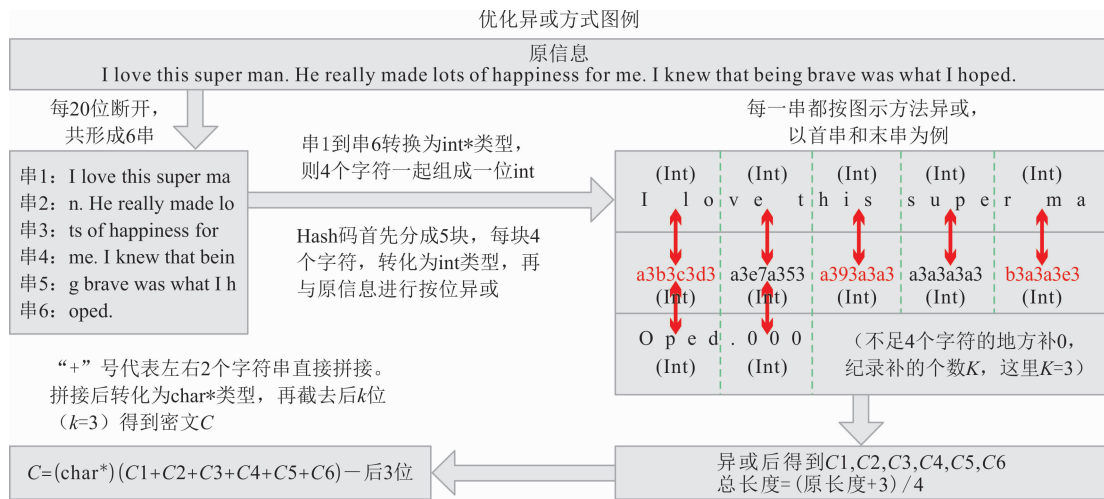 优化异或方式图例
原信息
I love this super man. He really made lots of happiness for me. I knew that being brave was what I hoped.
每20位断开，
共形成6串
串1：I love this super ma
串2：n. He really made lo
串3：ts of happiness for
串4：me. I knew that bein
串5：g brave was what I h
串6：oped.
串1到串6转换为int*类型，
则4个字符一起组成一位int
Hash码首先分成5块，每块4
个字符，转化为int类型，再
与原信息进行按位异或
每一串都按图示方法异或，
以首串和末串为例
(Int) (Int) (Int) (Int) (Int)
I love this super ma
a3b3c3d3 a3e7a353 a393a3a3 a3a3a3a3 b3a3a3e3
(Int) (Int) (Int) (Int) (Int)
Oped.000
(Int) (Int)
（不足4个字符的地方补0，
纪录补的个数K，这里K=3）
异或后得到C1,C2,C3,C4,C5,C6
总长度=(原长度+3)/4
“+”号代表左右2个字符串直接拼接。
拼接后转化为char*类型，再截去后k位
（k=3）得到密文C
C=(char*)(C1+C2+C3+C4+C5+C6)－后3位